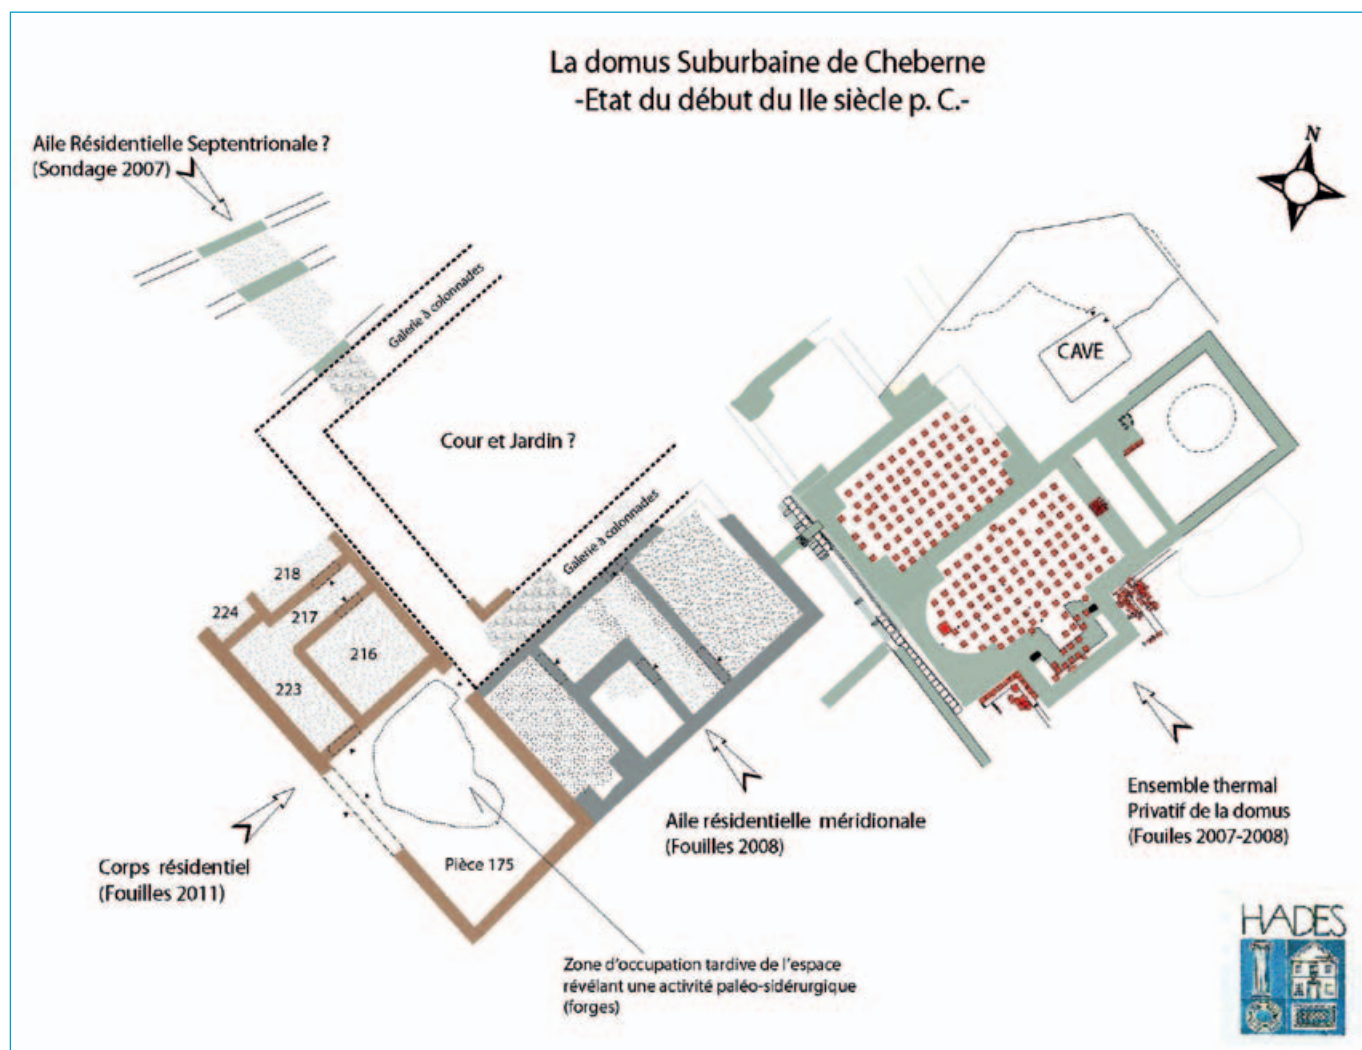 La domus Suburbaine de Cheberne
-Etat du début du IIe siècle p. C.-
N
Aile Résidentielle Septentrionale ?
(Sondage 2007)
Galerie à colonnades
Cour et Jardin ?
Galerie à colonnades
CAVE
218
224
217
216
223
Pièce 175
Corps résidentiel
(Fouilles 2011)
Aile résidentielle méridionale
(Fouilles 2008)
Ensemble thermal
Privatif de la domus
(Fouiles 2007-2008)
Zone d'occupation tardive de l'espace
révélant une activité paléo-sidérurgique
(forges)
HADES